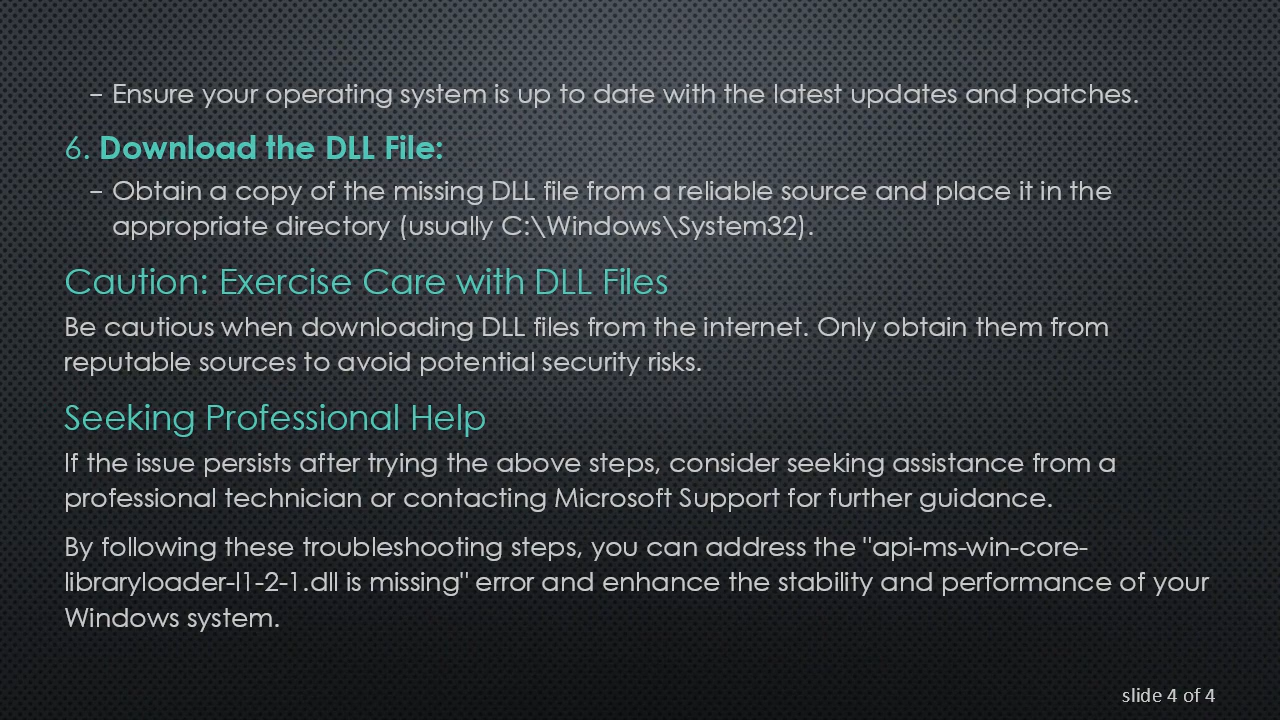 – Ensure your operating system is up to date with the latest updates and patches.
6. Download the DLL File:
– Obtain a copy of the missing DLL file from a reliable source and place it in the
appropriate directory (usually C:\Windows\System32).
Caution: Exercise Care with DLL Files
Be cautious when downloading DLL files from the internet. Only obtain them from
reputable sources to avoid potential security risks.
Seeking Professional Help
If the issue persists after trying the above steps, consider seeking assistance from a
professional technician or contacting Microsoft Support for further guidance.
By following these troubleshooting steps, you can address the "api-ms-win-core-
libraryloader-l1-2-1.dll is missing" error and enhance the stability and performance of your
Windows system.
slide 4 of 4